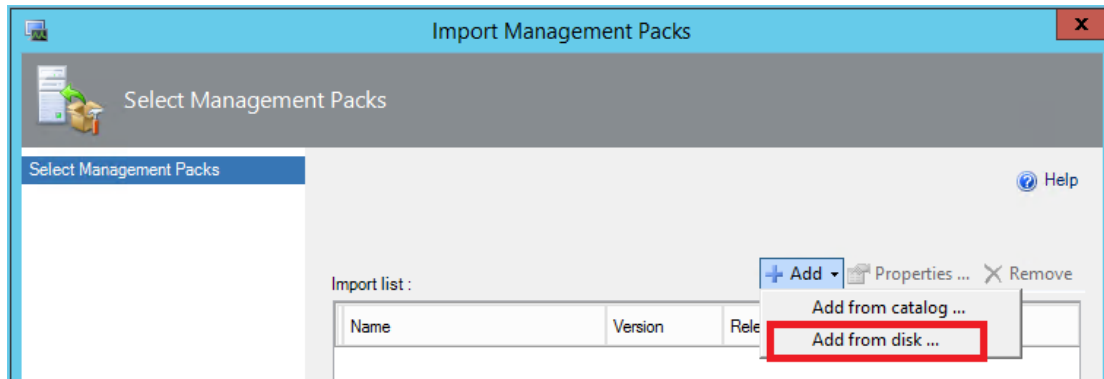 Import Management Packs
x
Select Management Packs
Select Management Packs
Help
Import list :
Add Properties ... Remove
Add from catalog ...
Name Version Rele
Add from disk ...